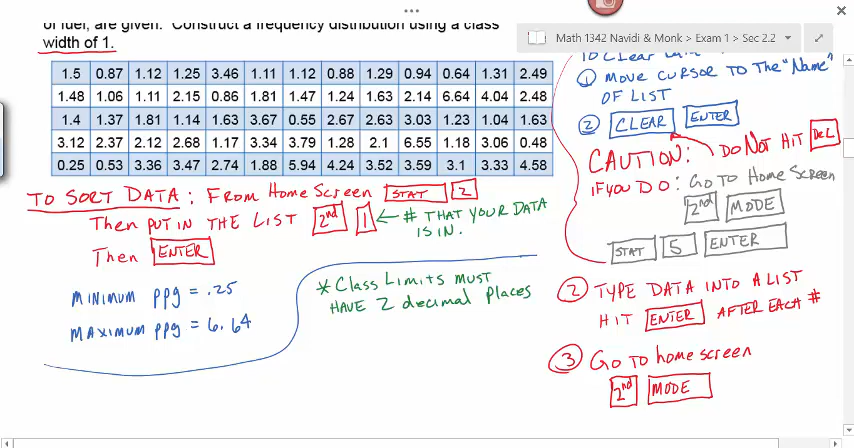 of fuel, are given. Construct a frequency distribution using a class
width of 1.
Math 1342 Navidi & Monk > Exam 1 > Sec 2.2
1.5 0.87 1.12 1.25 3.46 1.11 1.12 0.88 1.29 0.94 0.64 1.31 2.49
1.48 1.06 1.11 2.15 0.86 1.81 1.47 1.24 1.63 2.14 6.64 4.04 2.48
1.4 1.37 1.81 1.14 1.63 3.67 0.55 2.67 2.63 3.03 1.23 1.04 1.63
3.12 2.37 2.12 2.68 1.17 3.34 3.79 1.28 2.1 6.55 1.18 3.06 0.48
0.25 0.53 3.36 3.47 2.74 1.88 5.94 4.24 3.52 3.59 3.1 3.33 4.58
TO SORT DATA: From Home Screen STAT 2
Then PUT IN THE LIST 2nd 1 ← # THAT YOUR DATA
IS IN.
Then ENTER
MINIMUM ppg = .25
MAXIMUM ppg = 6.64
* Class Limits must
HAVE 2 decimal places
To Clear
① MOVE CURSOR TO The "Name"
OF LIST
② CLEAR ENTER
CAUTION: DO NOT HIT DEL
IF YOU DO: GO TO Home Screen
2nd MODE
STAT 5 ENTER
② TYPE DATA INTO A LIST
HIT ENTER AFTER EACH #
③ Go to home screen
2nd MODE